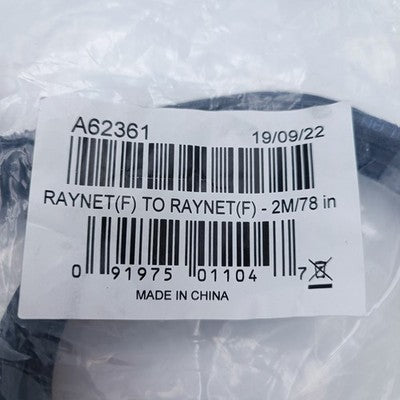 A62361 19/09/22
RAYNET(F) TO RAYNET(F) - 2M/78 in
0 91975 01104 7
MADE IN CHINA